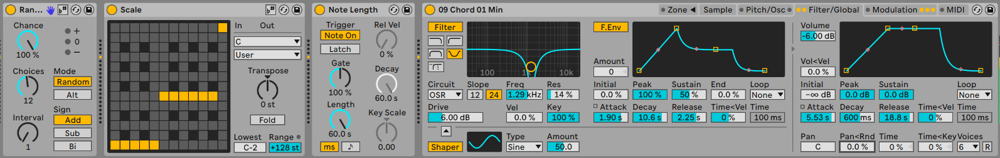 Ran...
Chance
100 %
+
0
−
Choices
12
Mode
Random
Alt
Interval
1
Sign
Add
Sub
Bi
Scale
In Out
C
User
Transpose
0 st
Fold
Lowest Range
C-2 +128 st
Note Length
Trigger
Note On
Latch
Gate
100 %
Length
60.0 s
ms
Rel Vel
0 %
Decay
60.0 s
Key Scale
0.00
09 Chord 01 Min
Zone Sample Pitch/Osc Filter/Global Modulation MIDI
Filter
100 1k 10k
Circuit Slope Freq Res
OSR 12 24 1.29 kHz 14 %
Drive Vel Key
6.00 dB 0.0 % 100 %
Shaper
Type Amount
Sine 50.0
F.Env
Amount
0
Initial Peak Sustain End Loop
0.0 % 100 % 50 % 0.0 % None
Attack Decay Release Time<Vel Time
1.90 s 10.6 s 2.25 s 0 % 100 ms
Volume
-6.00 dB
Vol<Vel
0.0 %
Initial Peak Sustain Loop
−∞ dB 0.0 dB 0.0 dB None
Attack Decay Release Time<Vel Time
5.53 s 600 ms 18.8 s 0 % 100 ms
Pan Pan<Rnd Time Time<Key Voices
C 0.0 % 0 % 0.0 % 6 R